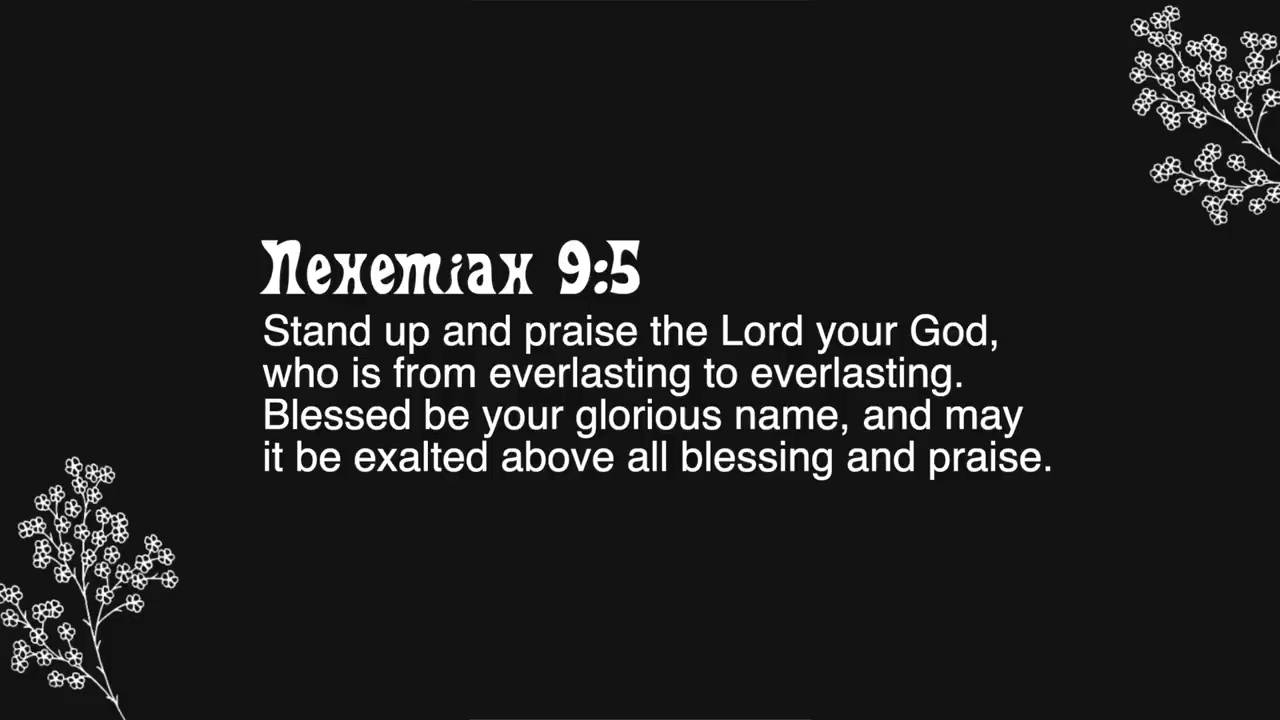 Nehemiah 9:5
Stand up and praise the Lord your God,
who is from everlasting to everlasting.
Blessed be your glorious name, and may
it be exalted above all blessing and praise.